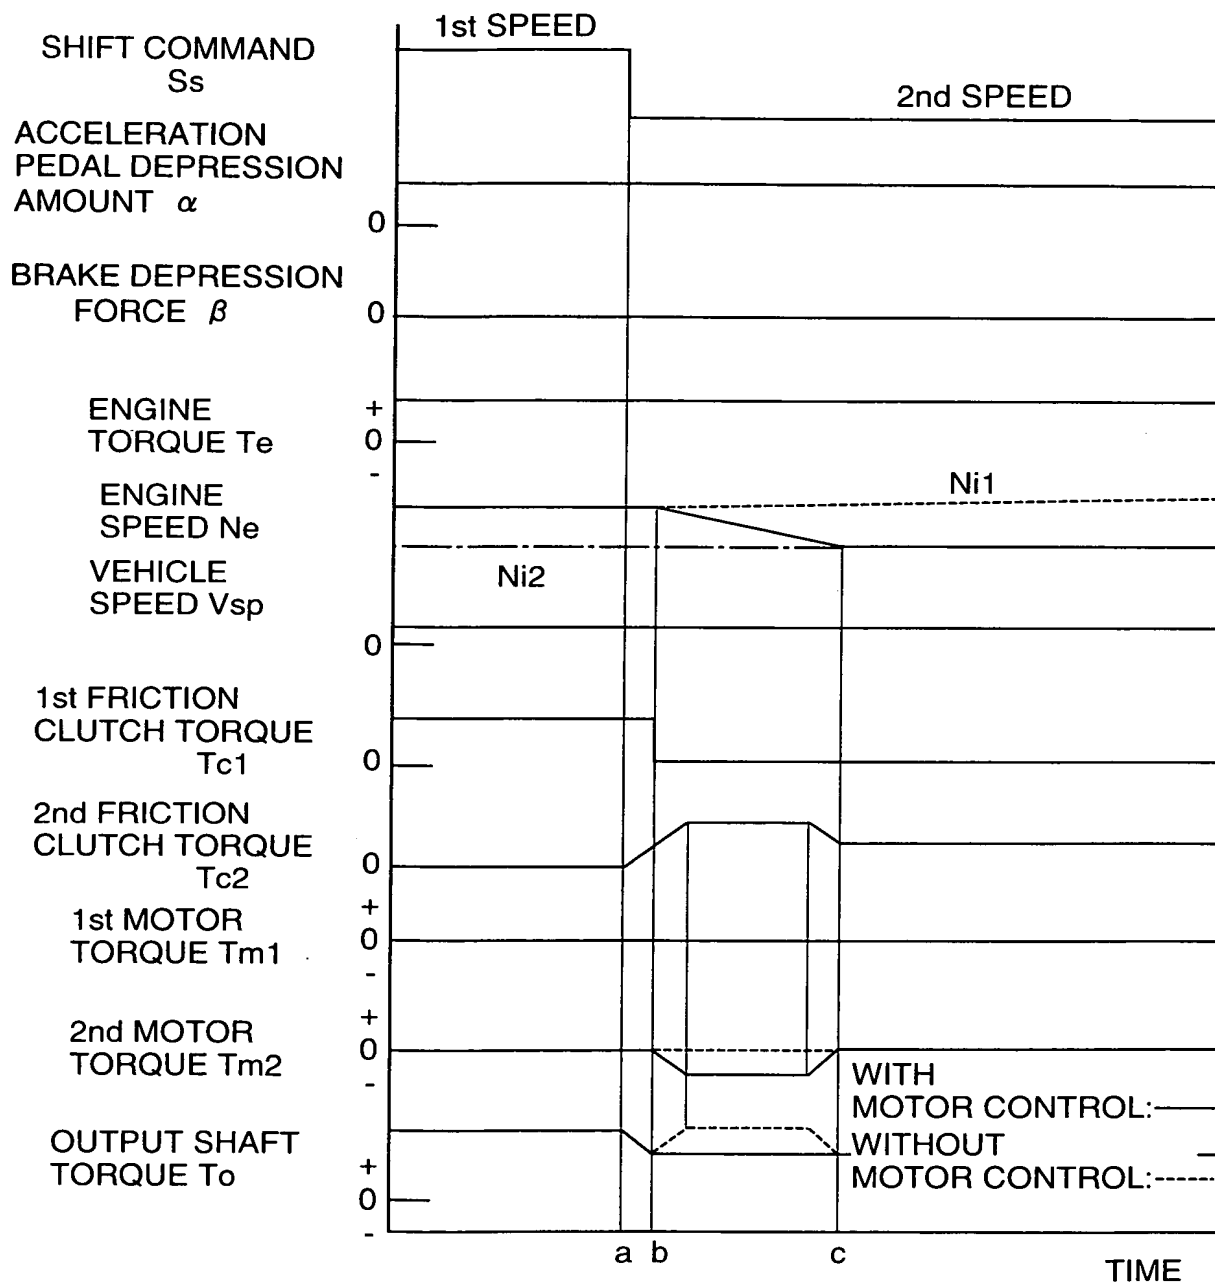 1st SPEED
SHIFT COMMAND
Ss
2nd SPEED
ACCELERATION
PEDAL DEPRESSION
AMOUNT α
0
BRAKE DEPRESSION
FORCE β
0
ENGINE
TORQUE Te
+
0
-
ENGINE
SPEED Ne
Ni1
Ni2
VEHICLE
SPEED Vsp
0
1st FRICTION
CLUTCH TORQUE
Tc1
0
2nd FRICTION
CLUTCH TORQUE
Tc2
0
1st MOTOR
TORQUE Tm1
+
0
-
2nd MOTOR
TORQUE Tm2
+
0
-
WITH
MOTOR CONTROL:
WITHOUT
MOTOR CONTROL:
OUTPUT SHAFT
TORQUE To
+
0
-
a b c
TIME